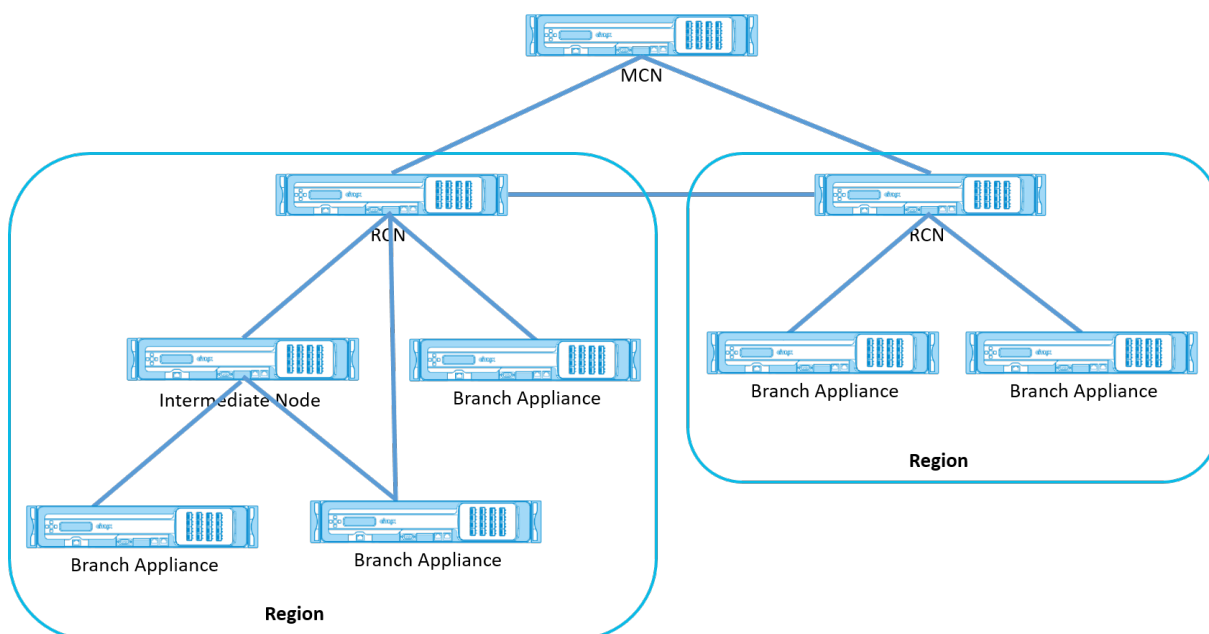 MCN
RCN
RCN
Intermediate Node
Branch Appliance
Branch Appliance
Branch Appliance
Region
Branch Appliance
Branch Appliance
Region